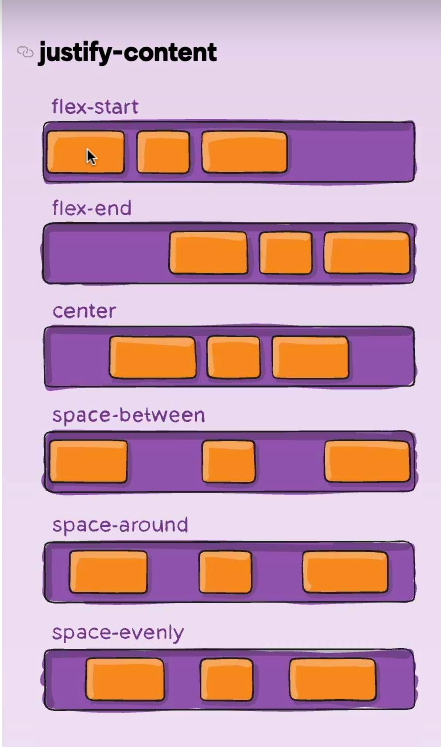 justify-content
flex-start
flex-end
center
space-between
space-around
space-evenly